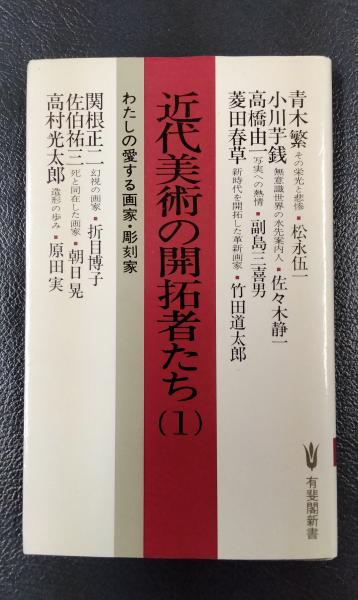 青木繁 その栄光と悲惨・松永伍一
小川芋銭 無意識世界の水先案内人・佐々木静一
高橋由一 写実への熱情・副島三喜男
菱田春草 新時代を開拓した革新画家・竹田道太郎
近代美術の開拓者たち(1)
わたしの愛する画家・彫刻家
関根正二 幻視の画家・折目博子
佐伯祐三 死と同在した画家・朝日晃
高村光太郎 造形の歩み・原田実
有斐閣新書